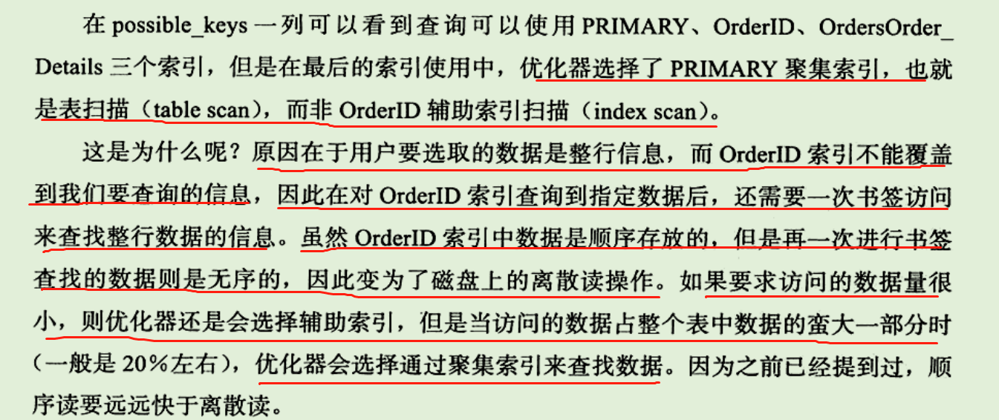 在 possible_keys 一列可以看到查询可以使用 PRIMARY、OrderID、OrdersOrder_
Details 三个索引，但是在最后的索引使用中，优化器选择了 PRIMARY 聚集索引，也就
是表扫描（table scan），而非 OrderID 辅助索引扫描（index scan）。
这是为什么呢？原因在于用户要选取的数据是整行信息，而 OrderID 索引不能覆盖
到我们要查询的信息，因此在对 OrderID 索引查询到指定数据后，还需要一次书签访问
来查找整行数据的信息。虽然 OrderID 索引中数据是顺序存放的，但是再一次进行书签
查找的数据则是无序的，因此变为了磁盘上的离散读操作。如果要求访问的数据量很
小，则优化器还是会选择辅助索引，但是当访问的数据占整个表中数据的蛮大一部分时
（一般是 20%左右），优化器会选择通过聚集索引来查找数据。因为之前已经提到过，顺
序读要远远快于离散读。